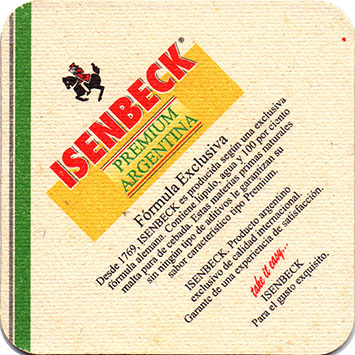 ISENBECK®
PREMIUM
ARGENTINA
Fórmula Exclusiva
Desde 1769, ISENBECK es producida según una exclusiva
fórmula alemana. Contiene lúpulo, agua y 100 por ciento
malta pura de cebada. Estas materias primas naturales
sin ningún tipo de aditivos le garantizan su
sabor característico tipo Premium.
ISENBECK. Producto argentino
exclusivo de calidad internacional.
Garante de una experiencia de satisfacción.
take it easy...
ISENBECK
Para el gusto exquisito.